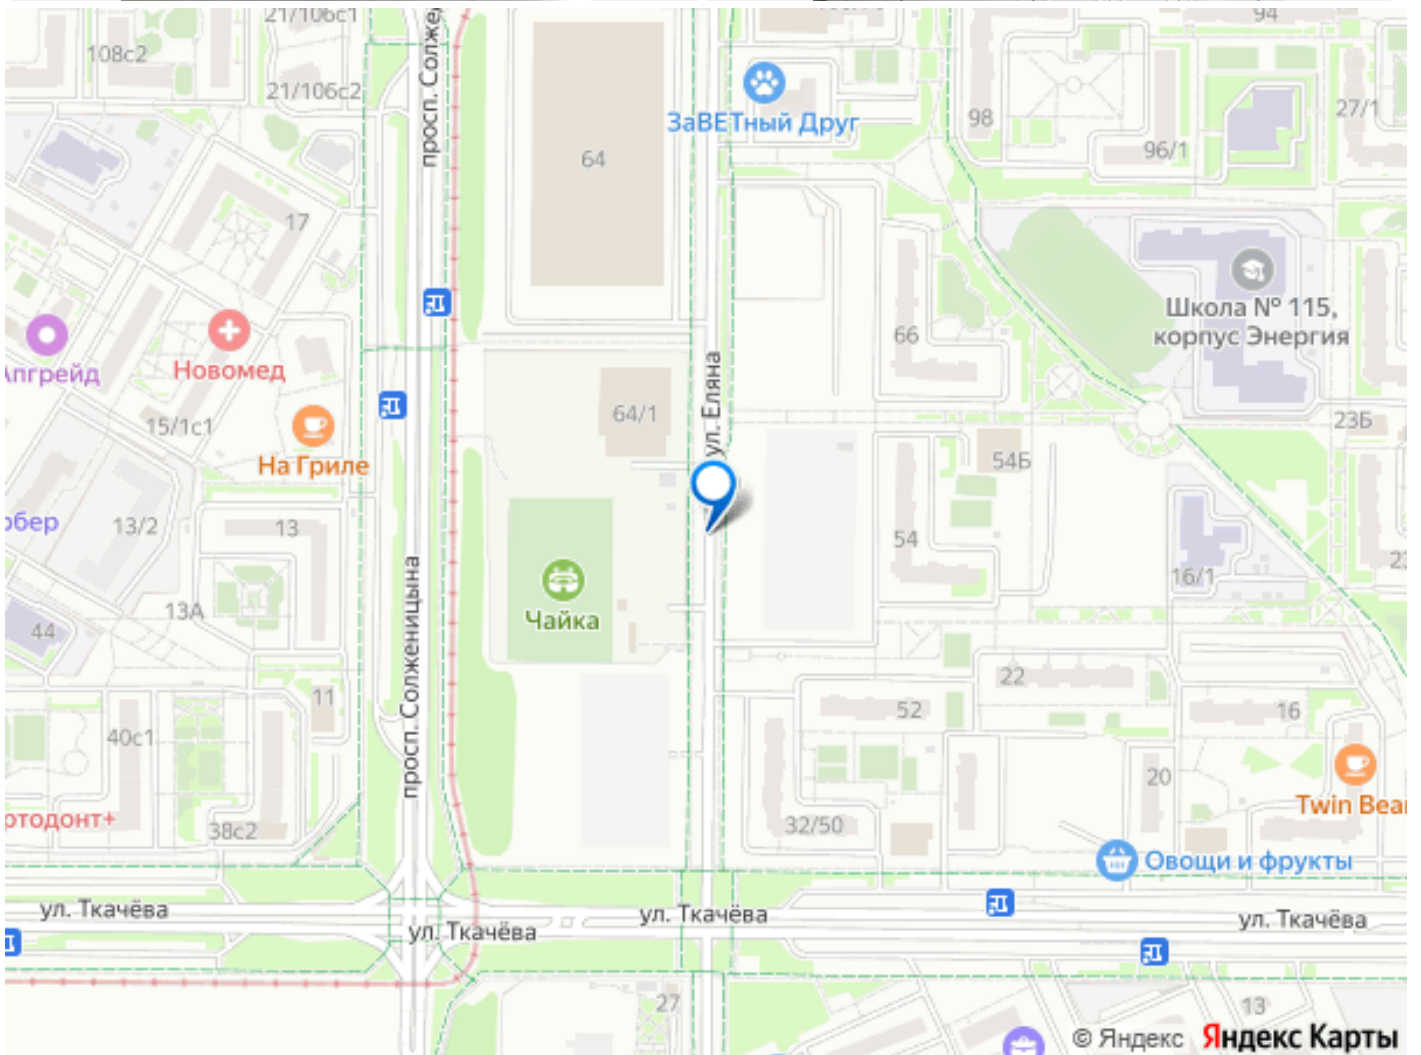 21/106с1
94
108с2
просп. Солже
21/106с2
27/1
98
ЗаВЕТный Друг
96/1
64
17
Школа № 115,
корпус Энергия
66
Новомед
Апгрейд
ул. Еляна
64/1
15/1с1
23Б
На Гриле
54Б
обер
13/2
13
54
16/1
13А
Чайка
44
просп. Солженицына
22
11
52
16
40с1
20
Twin Bear
ртодонт+
38с2
32/50
Овощи и фрукты
ул. Ткачёва
ул. Ткачёва
ул. Ткачёва
ул. Ткачёва
27
13
© Яндекс Яндекс Карты